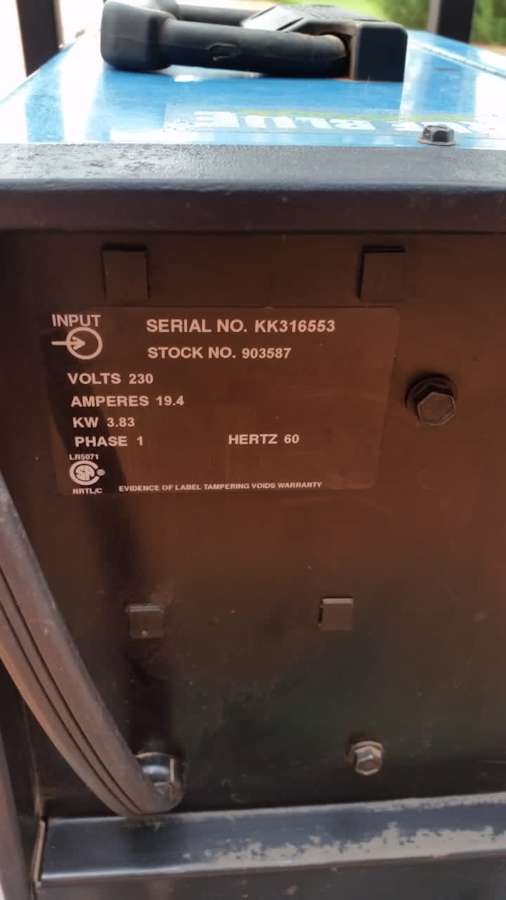 BLUE
INPUT
SERIAL NO. KK316553
STOCK NO. 903587
VOLTS 230
AMPERES 19.4
KW 3.83
PHASE 1 HERTZ 60
LR5071
NRTL/C
EVIDENCE OF LABEL TAMPERING VOIDS WARRANTY